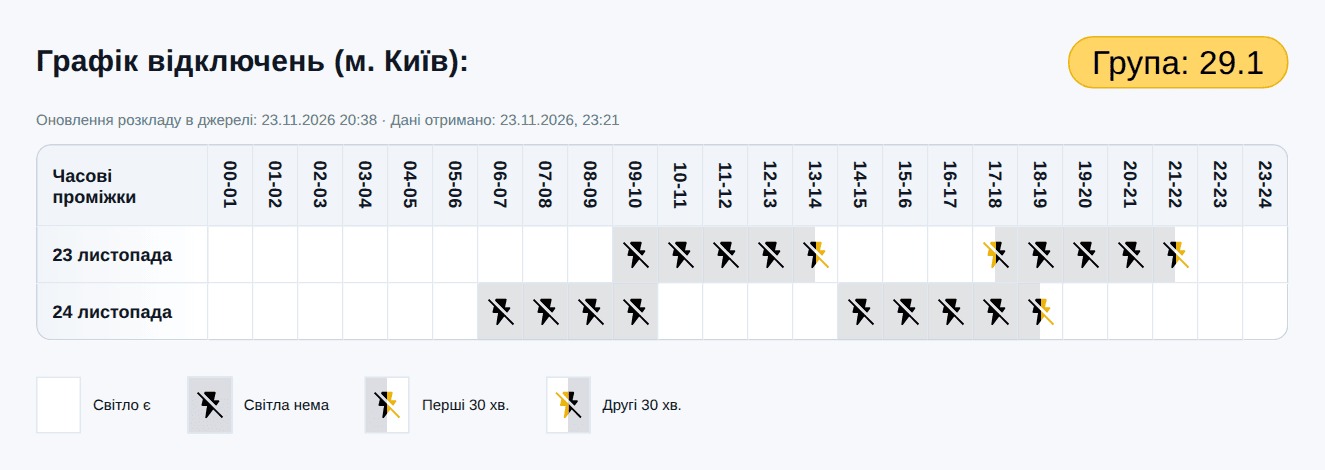 Графік відключень (м. Київ):
Група: 29.1
Оновлення розкладу в джерелі: 23.11.2026 20:38 · Дані отримано: 23.11.2026, 23:21
Часові
проміжки
00-01
01-02
02-03
03-04
04-05
05-06
06-07
07-08
08-09
09-10
10-11
11-12
12-13
13-14
14-15
15-16
16-17
17-18
18-19
19-20
20-21
21-22
22-23
23-24
23 листопада
24 листопада
Світло є
Світла нема
Перші 30 хв.
Другі 30 хв.